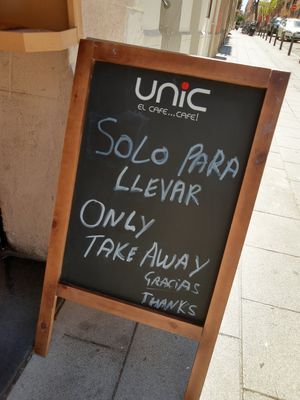 UNIC
EL CAFE...CAFE!
SOLO PARA
LLEVAR
ONLY
TAKE AWAY
GRACIAS
THANKS